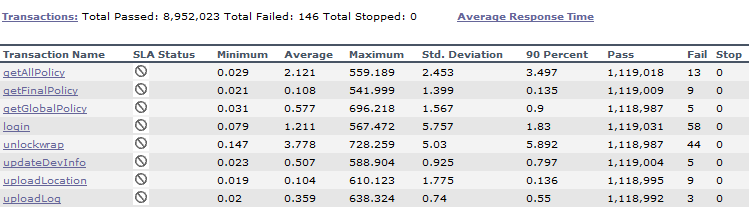 Transactions: Total Passed: 8,952,023 Total Failed: 146 Total Stopped: 0 Average Response Time
Transaction Name SLA Status Minimum Average Maximum Std. Deviation 90 Percent Pass Fail Stop
getAllPolicy 0.029 2.121 559.189 2.453 3.497 1,119,018 13 0
getFinalPolicy 0.021 0.108 541.999 1.399 0.135 1,119,009 9 0
getGlobalPolicy 0.031 0.577 696.218 1.567 0.9 1,118,987 5 0
login 0.079 1.211 567.472 5.757 1.83 1,119,031 58 0
unlockwrap 0.147 3.778 728.259 5.03 5.892 1,118,987 44 0
updateDevInfo 0.023 0.507 588.904 0.925 0.797 1,119,004 5 0
uploadLocation 0.019 0.104 610.123 1.775 0.136 1,118,995 9 0
uploadLog 0.02 0.359 638.324 0.74 0.55 1,118,992 3 0